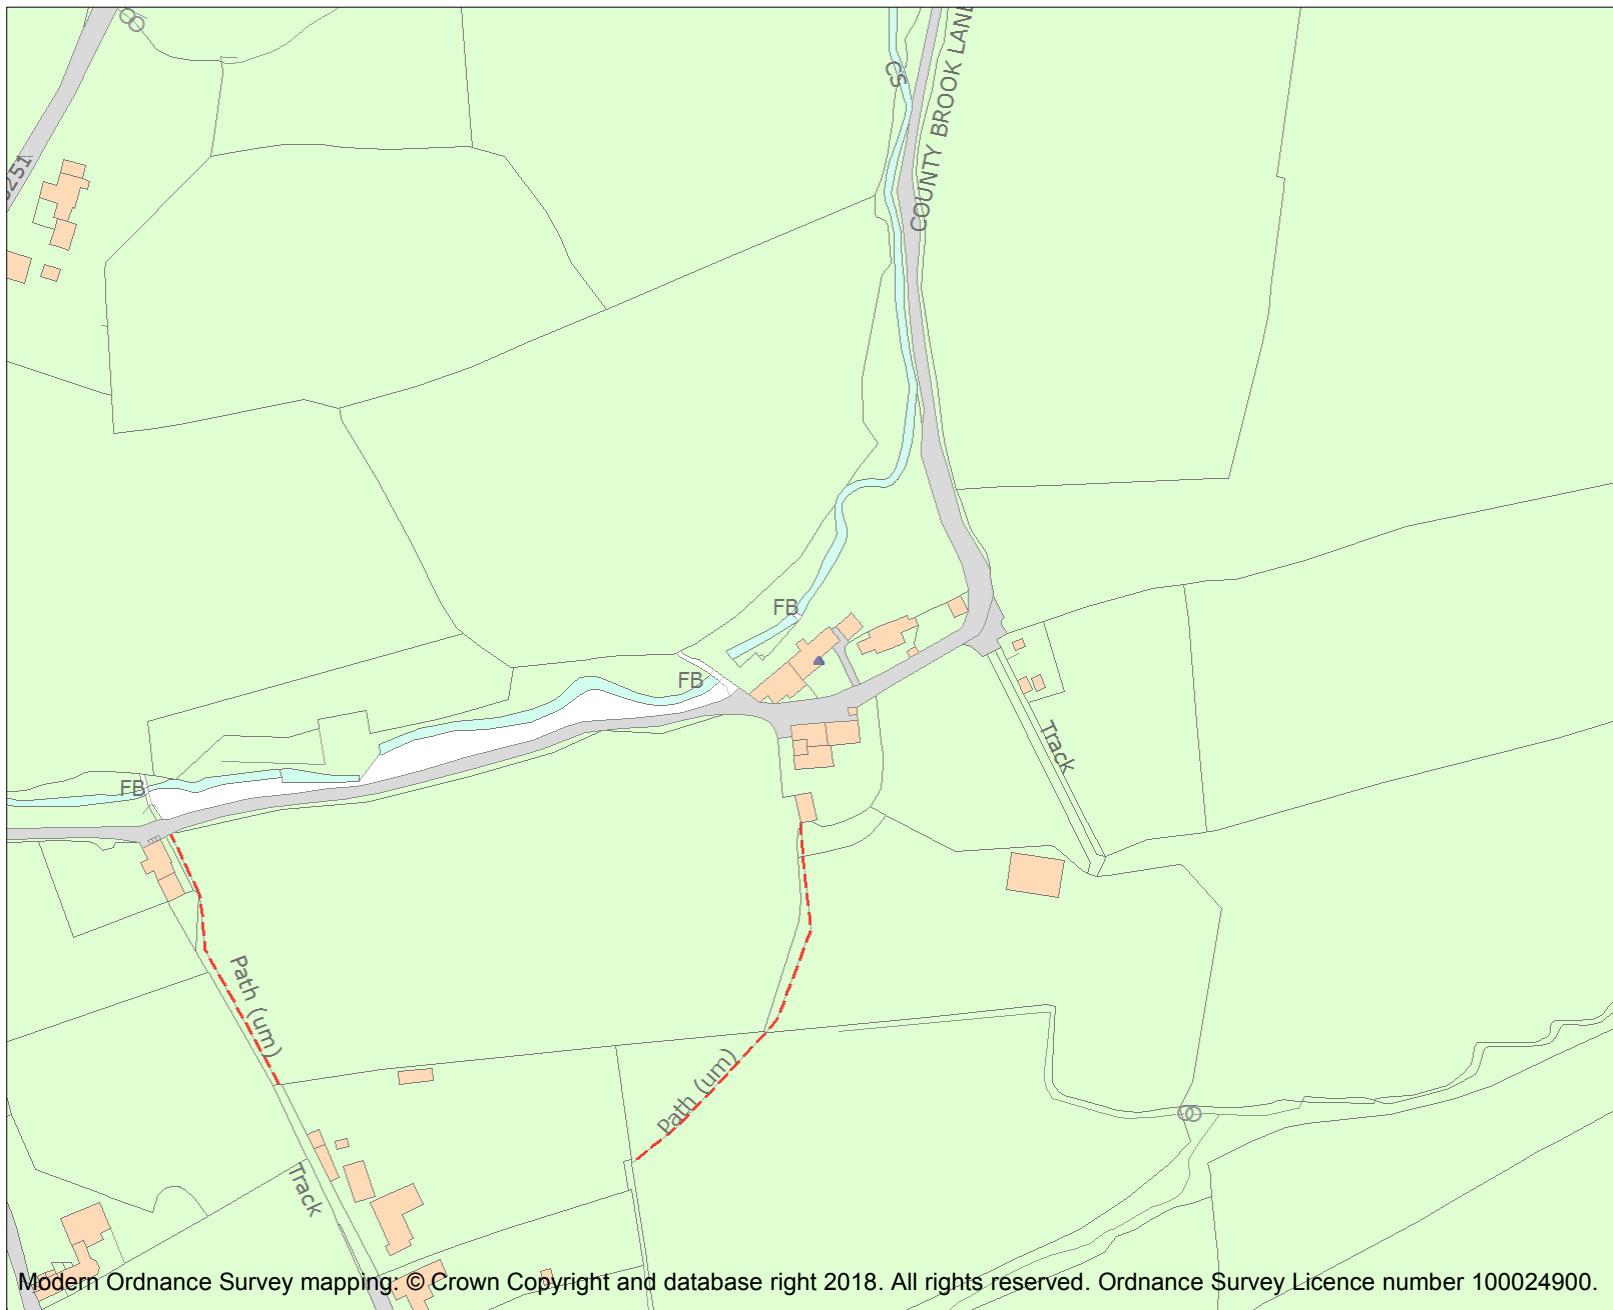 CS
COUNTY BROOK LANE
FB
FB
FB
Track
Path (um)
Path (um)
Track
Modern Ordnance Survey mapping: © Crown Copyright and database right 2018. All rights reserved. Ordnance Survey Licence number 100024900.